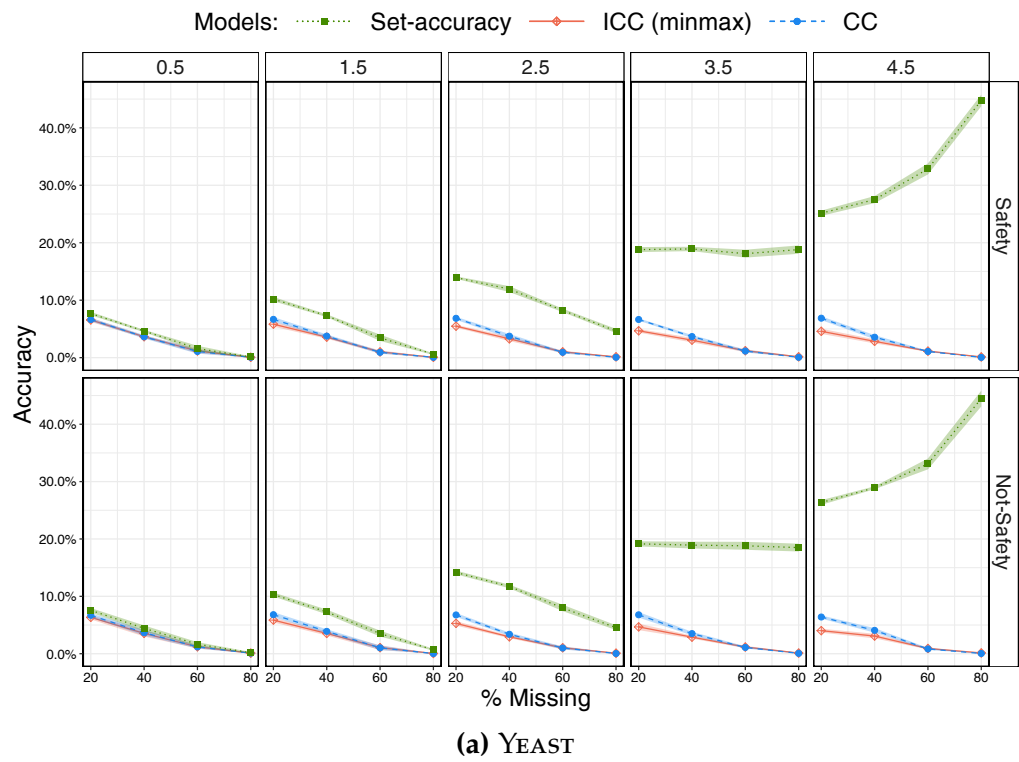 Models: Set-accuracy ICC (minmax) CC
0.5 1.5 2.5 3.5 4.5
40.0%
30.0%
20.0%
10.0%
0.0%
Safety
40.0%
30.0%
20.0%
10.0%
0.0%
Not-Safety
Accuracy
20 40 60 80 20 40 60 80 20 40 60 80 20 40 60 80 20 40 60 80
% Missing
(a) YEAST